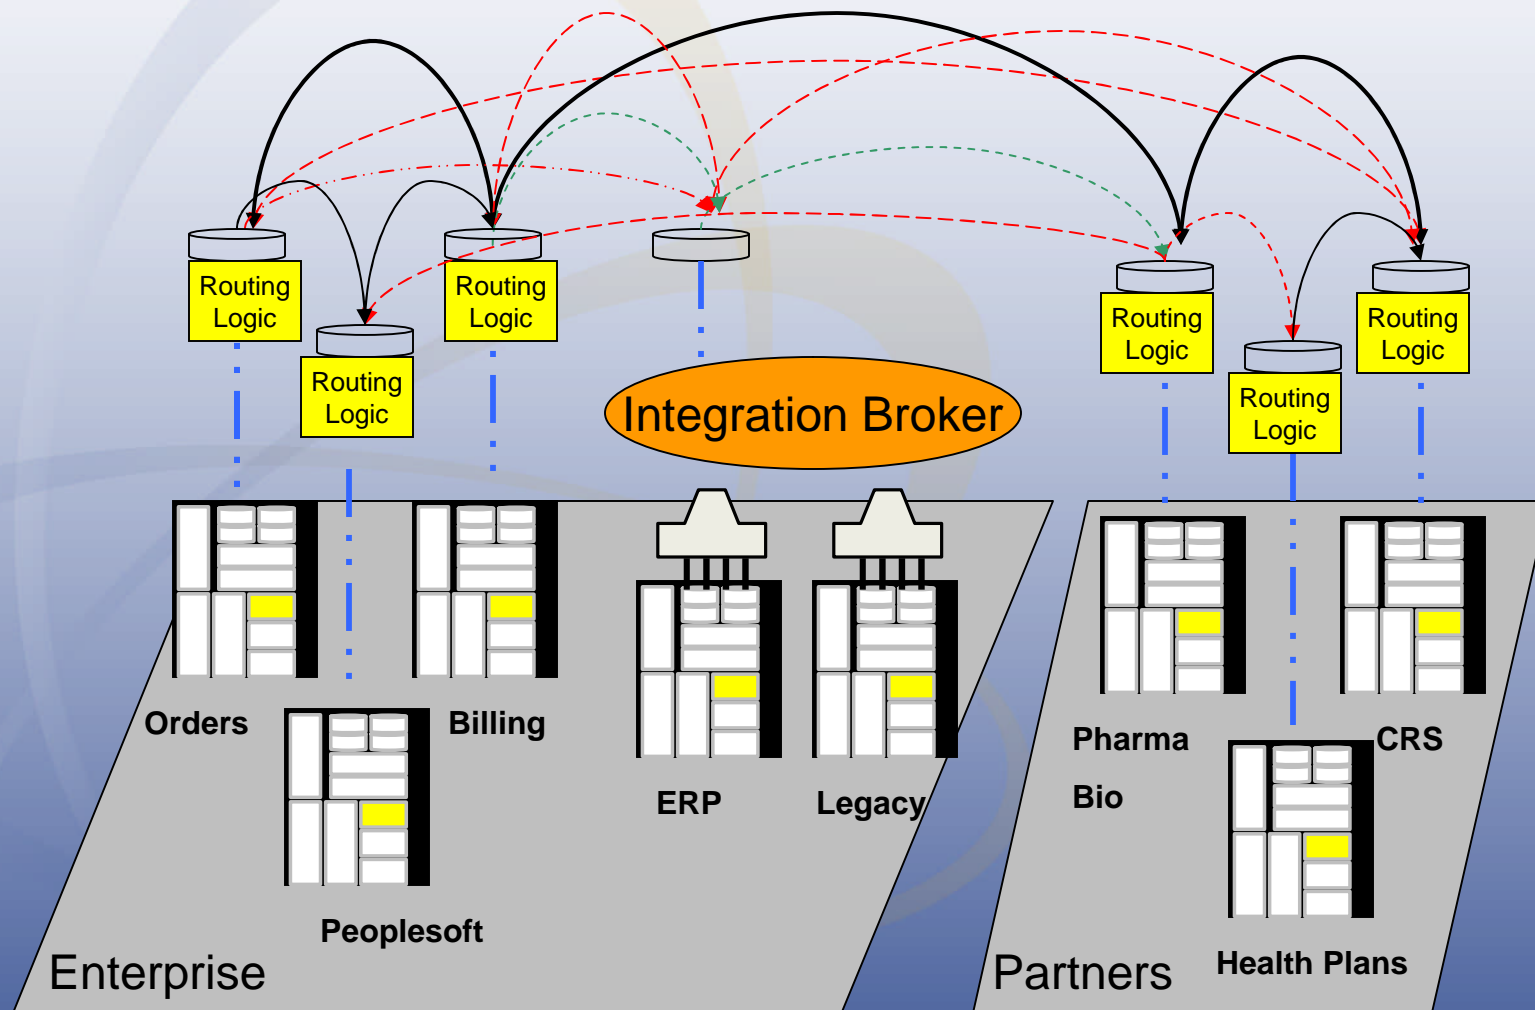 Routing
Logic
Routing
Logic
Routing
Logic
Integration Broker
Routing
Logic
Routing
Logic
Routing
Logic
Orders
Billing
Peoplesoft
ERP
Legacy
Enterprise
Pharma
Bio
CRS
Health Plans
Partners